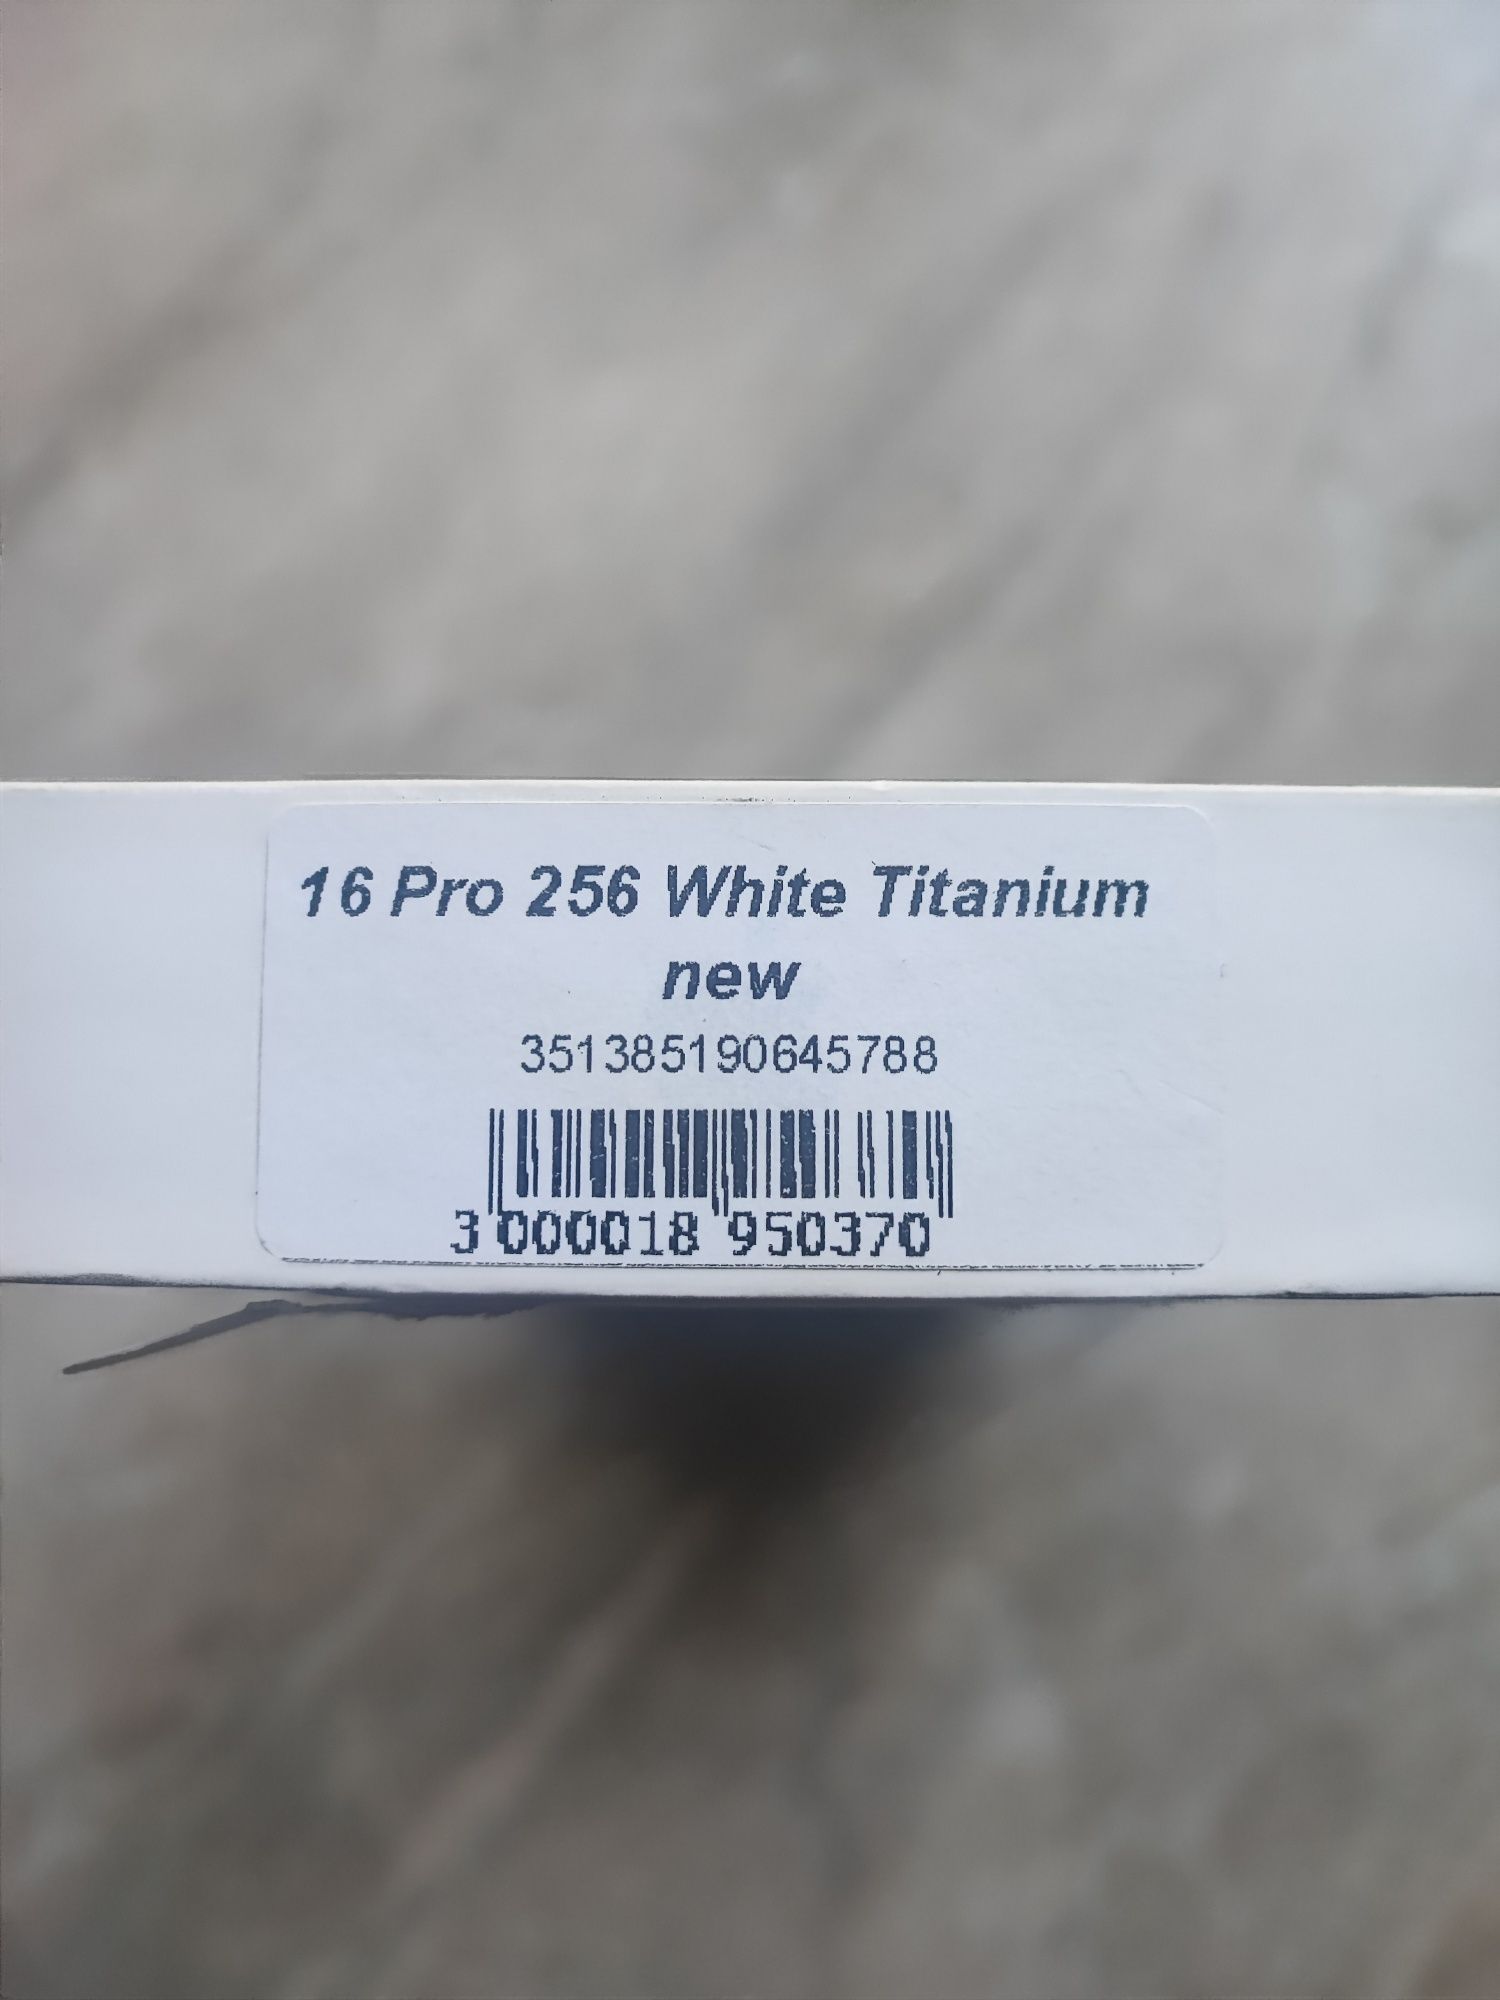 16 Pro 256 White Titanium
new
351385190645788
3 000018 950370